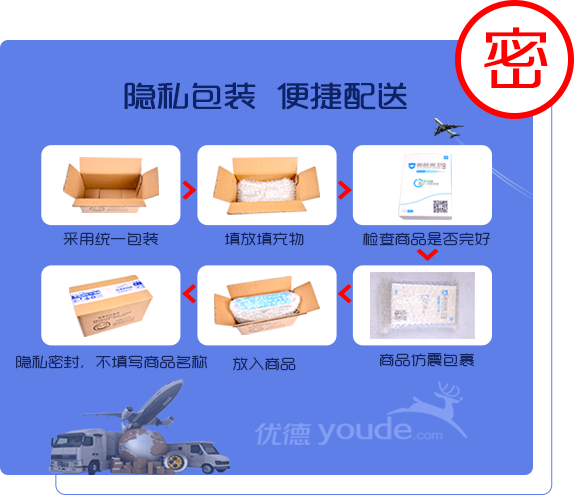 密
隐私包装 便捷配送
采用统一包装
填放填充物
检查商品是否完好
隐私密封，不填写商品名称
放入商品
商品仿震包裹
优德 youde.com